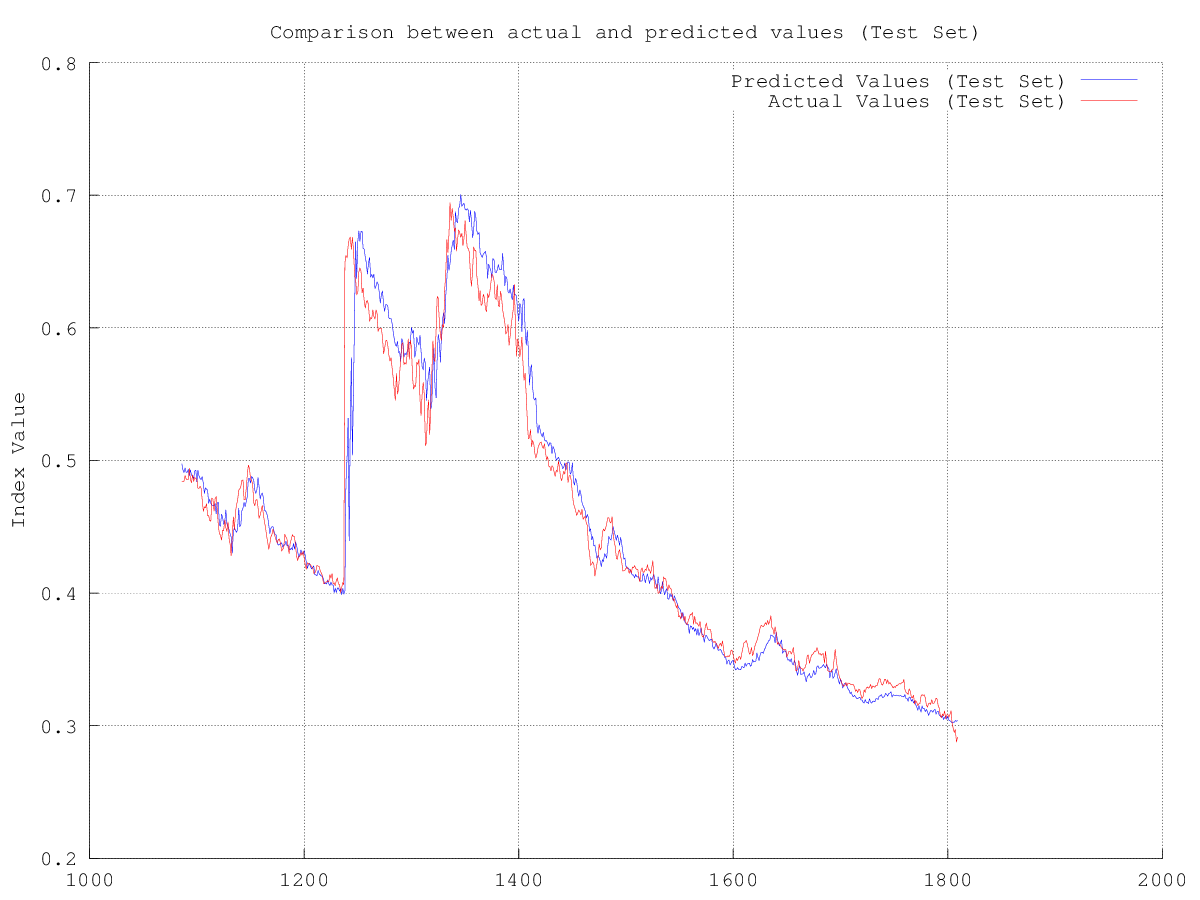 Comparison between actual and predicted values (Test Set)
0.8
Predicted Values (Test Set)
Actual Values (Test Set)
0.7
0.6
0.5
Index Value
0.4
0.3
0.2
1000 1200 1400 1600 1800 2000